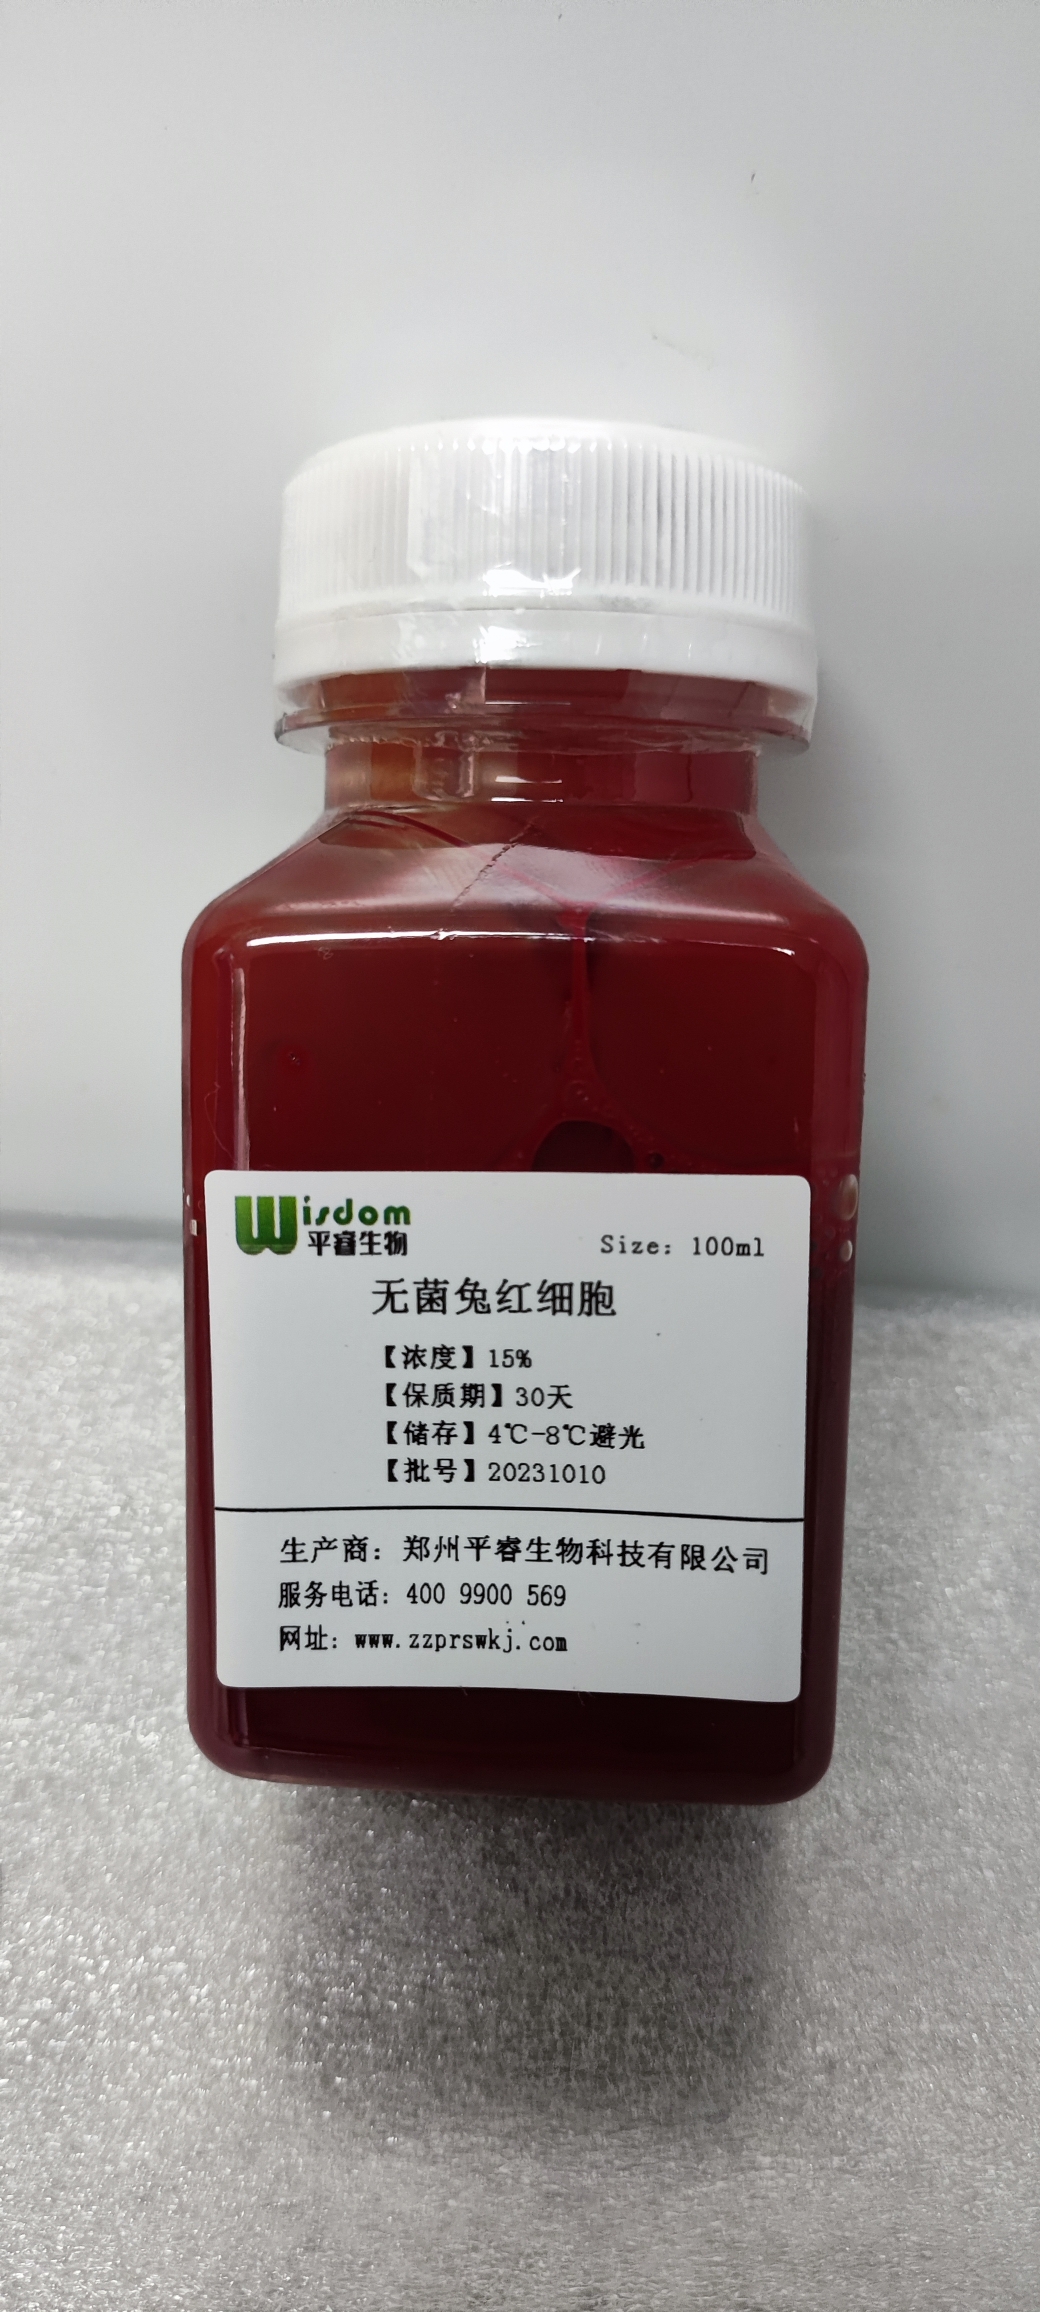 Wisdom
平睿生物
Size: 100ml
无菌兔红细胞
【浓度】15%
【保质期】30天
【储存】4℃-8℃避光
【批号】20231010
生产商: 郑州平睿生物科技有限公司
服务电话: 400 9900 569
网址: www.zzprswkj.com